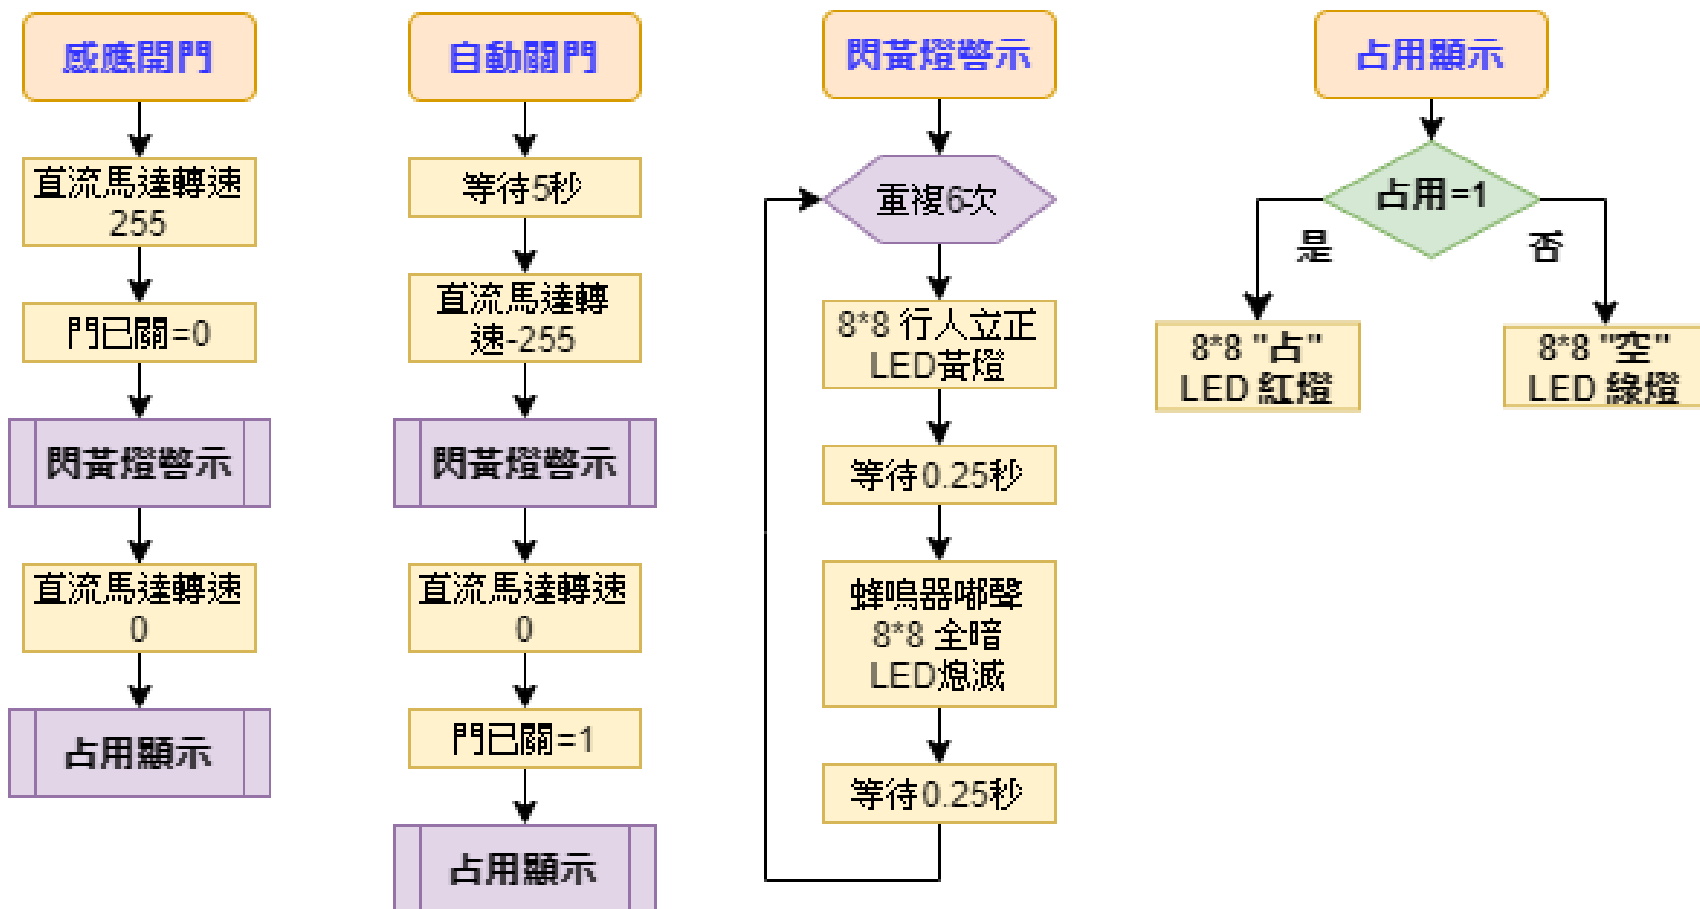 感應開門
直流馬達轉速
255
門已關=0
閃黃燈警示
直流馬達轉速
0
占用顯示
自動關門
等待5秒
直流馬達轉
速-255
閃黃燈警示
直流馬達轉速
0
門已關=1
占用顯示
閃黃燈警示
重複6次
8*8 行人立正
LED黃燈
等待0.25秒
蜂鳴器嘟聲
8*8 全暗
LED熄滅
等待0.25秒
占用顯示
占用=1
是
否
8*8 "占"
LED 紅燈
8*8 "空"
LED 綠燈